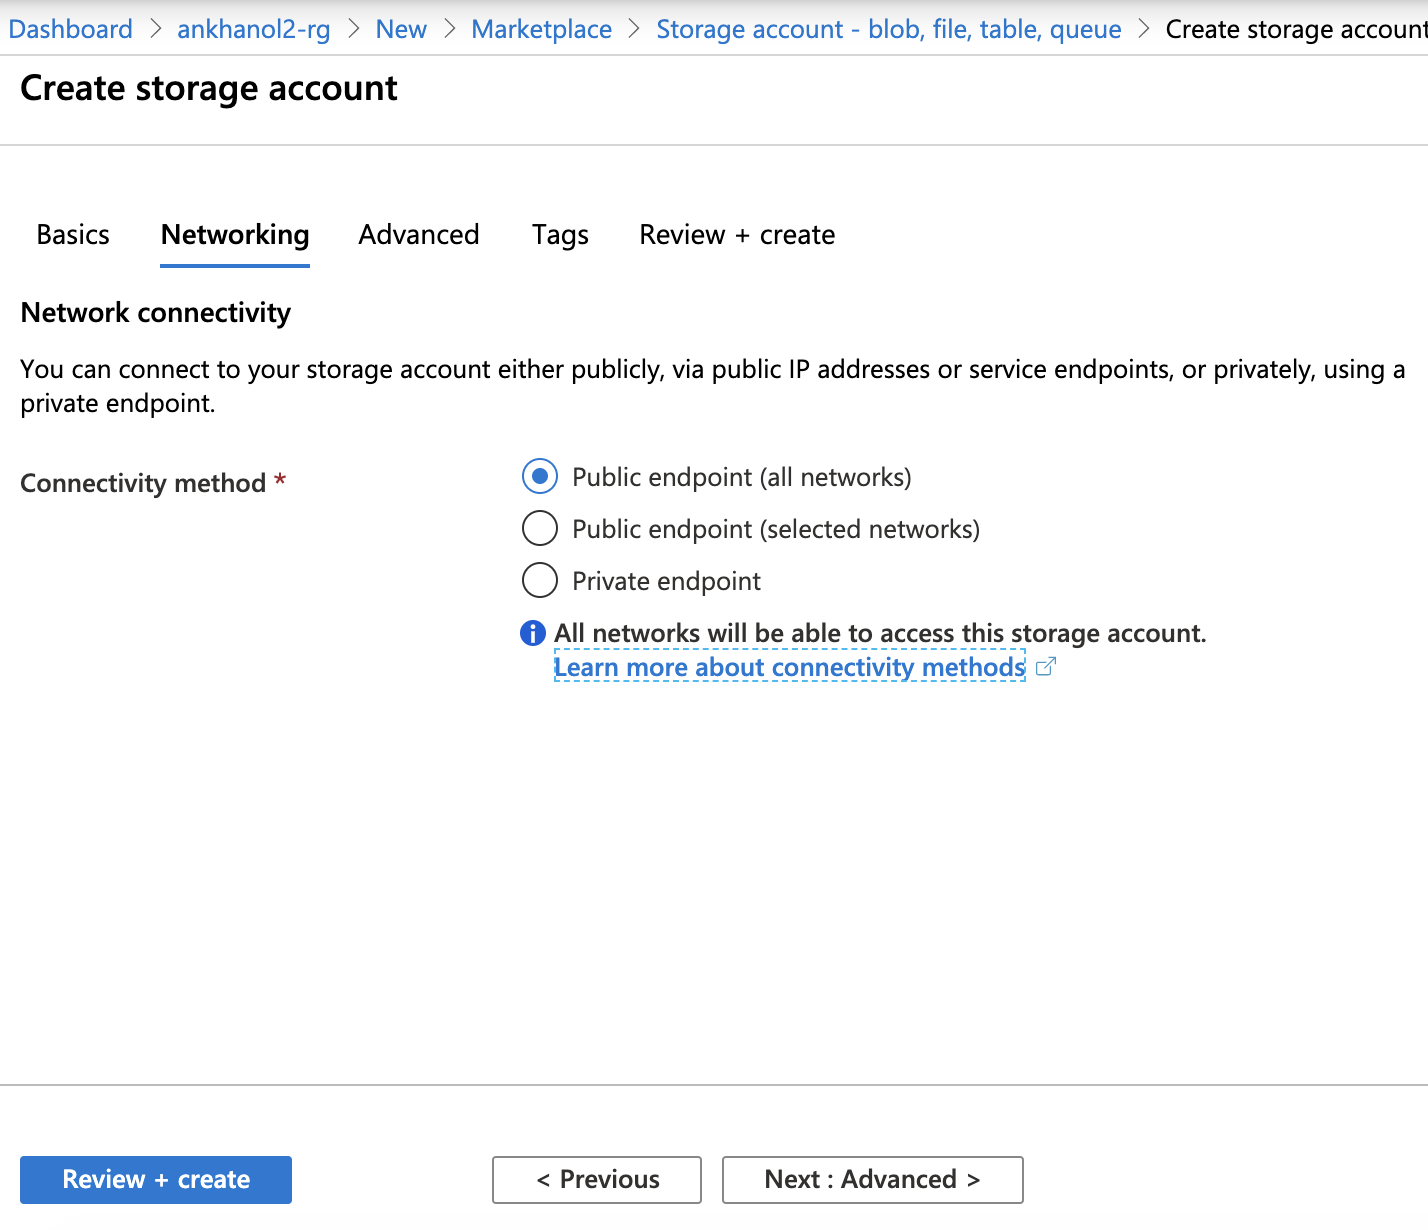 Dashboard > ankhanol2-rg > New > Marketplace > Storage account - blob, file, table, queue > Create storage account
Create storage account
Basics Networking Advanced Tags Review + create
Network connectivity
You can connect to your storage account either publicly, via public IP addresses or service endpoints, or privately, using a
private endpoint.
Connectivity method *
Public endpoint (all networks)
Public endpoint (selected networks)
Private endpoint
All networks will be able to access this storage account.
Learn more about connectivity methods
Review + create < Previous Next : Advanced >